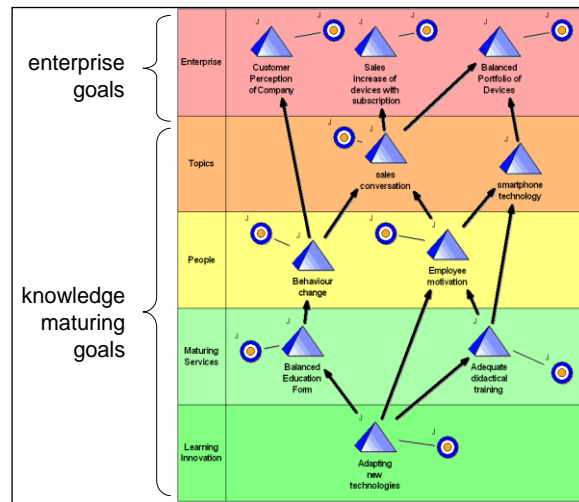 enterprise
goals
Enterprise
J
J
J
J
J
J
Customer
Perception
of Company
Sales
increase of
devices with
subscription
Balanced
Portfolio of
Devices
knowledge
maturing
goals
Topics
J
J
J
sales
conversation
smartphone
technology
People
J
J
J
J
Behaviour
change
Employee
motivation
Maturing
Services
J
J
J
J
Balanced
Education
Form
Adequate
didactical
training
Learning
Innovation
J
J
Adapting
new
technologies